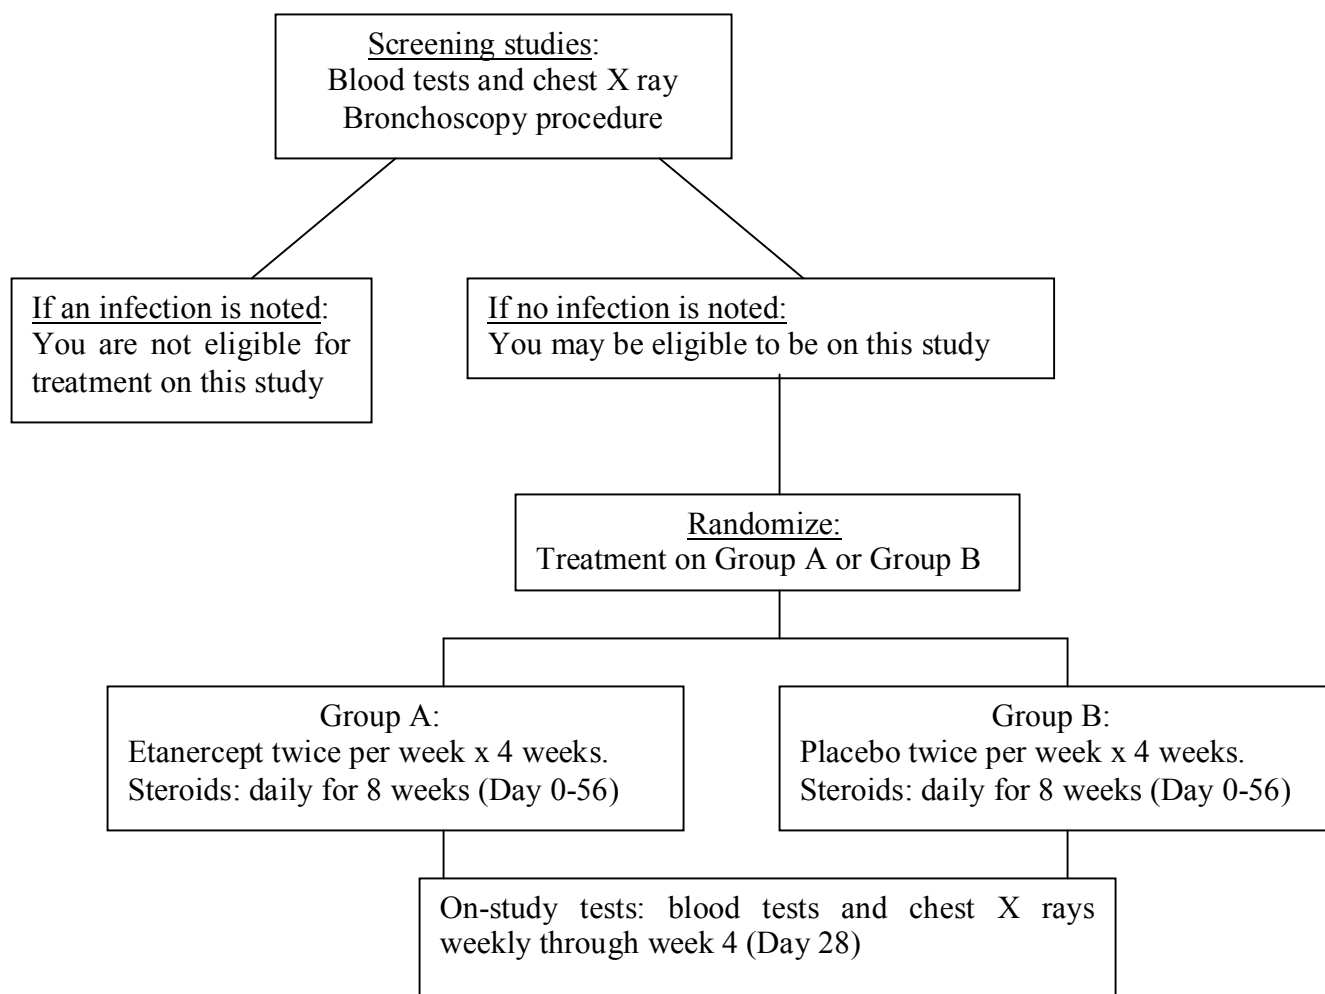 Screening studies:
Blood tests and chest X ray
Bronchoscopy procedure
If an infection is noted:
You are not eligible for
treatment on this study
If no infection is noted:
You may be eligible to be on this study
Randomize:
Treatment on Group A or Group B
Group A:
Etanercept twice per week x 4 weeks.
Steroids: daily for 8 weeks (Day 0-56)
Group B:
Placebo twice per week x 4 weeks.
Steroids: daily for 8 weeks (Day 0-56)
On-study tests: blood tests and chest X rays
weekly through week 4 (Day 28)